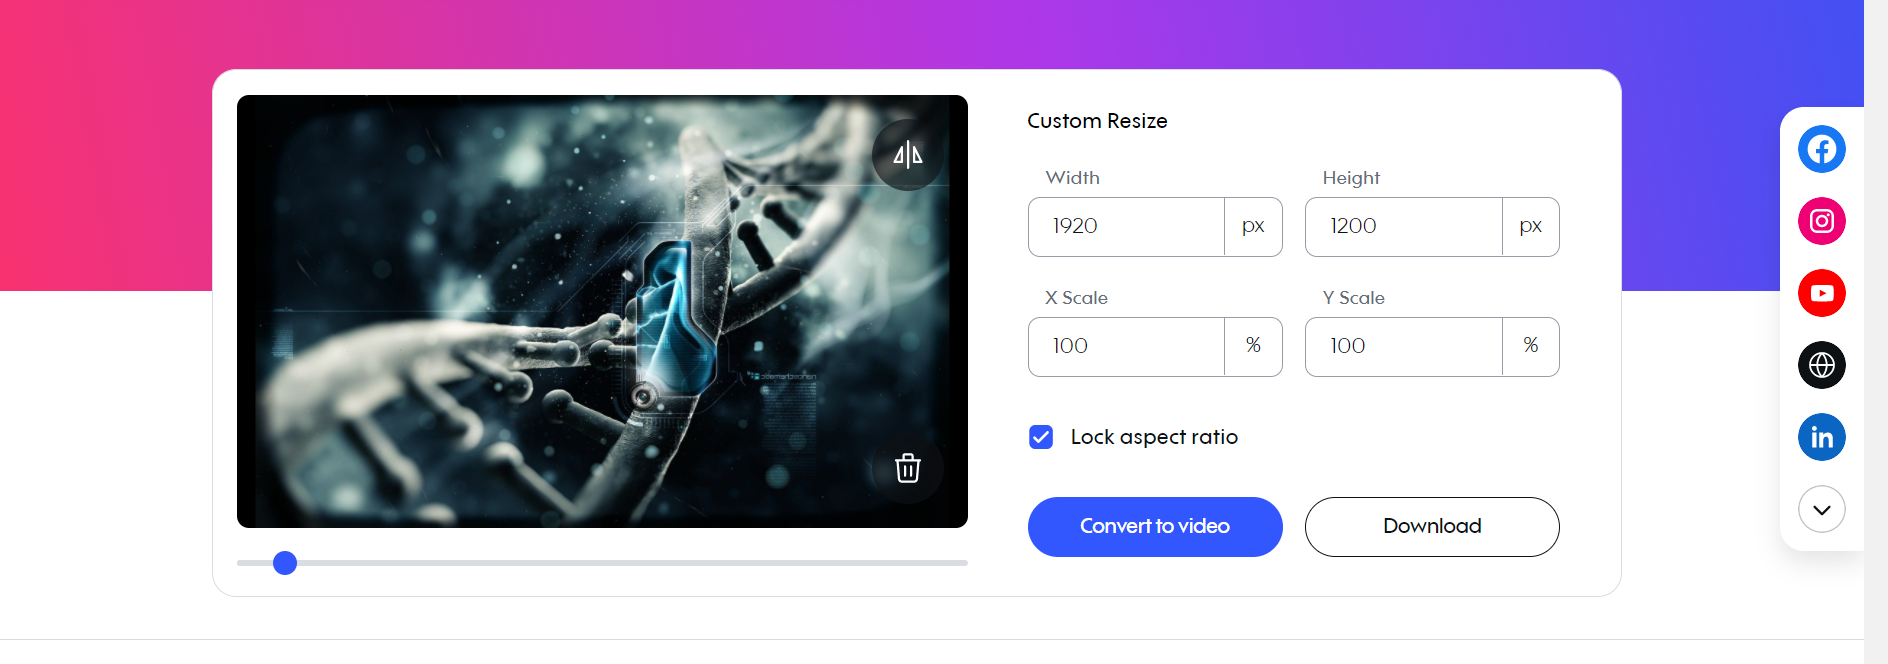 Custom Resize
Width
Height
1920 px
1200 px
X Scale
Y Scale
100 %
100 %
Lock aspect ratio
Convert to video
Download